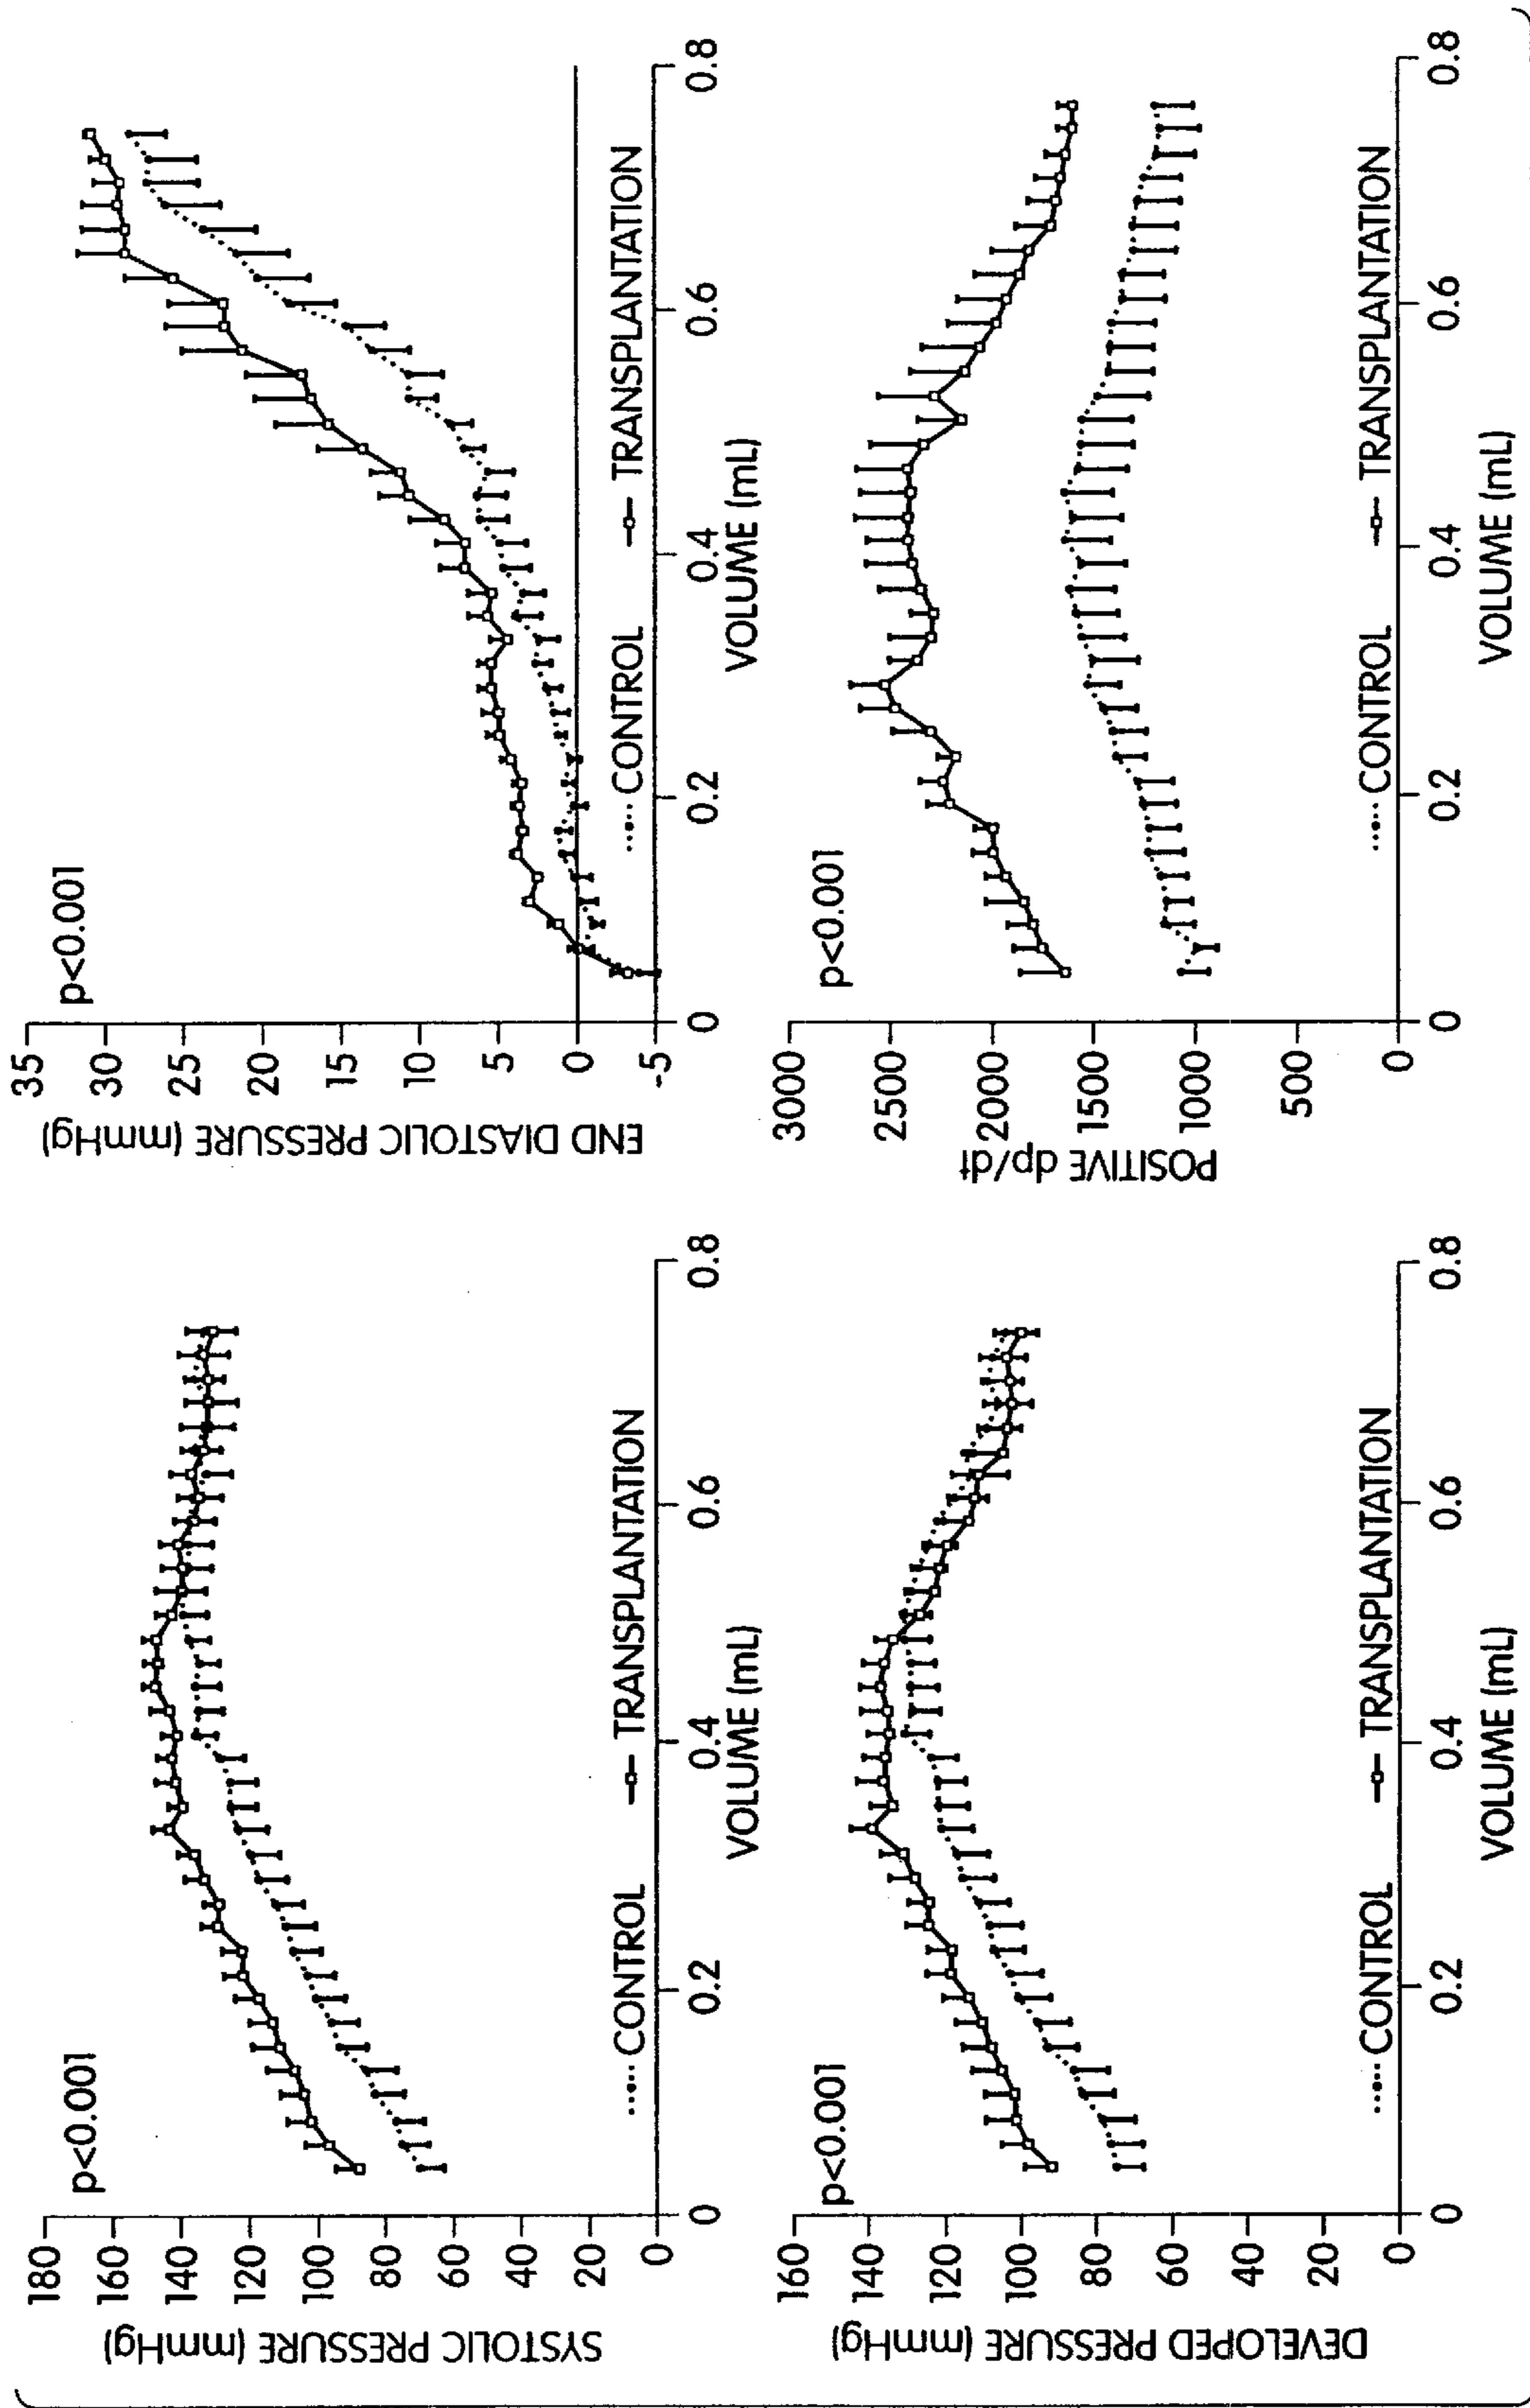 p<0.001
SYSTOLIC PRESSURE (mmHg)
180
160
140
120
100
80
60
40
20
0
0 0.2 0.4 0.6 0.8
VOLUME (mL)
CONTROL TRANSPLANTATION
p<0.001
END DIASTOLIC PRESSURE (mmHg)
35
30
25
20
15
10
5
0
-5
0 0.2 0.4 0.6 0.8
CONTROL TRANSPLANTATION
VOLUME (mL)
p<0.001
DEVELOPED PRESSURE (mmHg)
160
140
120
100
80
60
40
20
0
0 0.2 0.4 0.6 0.8
VOLUME (mL)
CONTROL TRANSPLANTATION
p<0.001
POSITIVE dp/dt
3000
2500
2000
1500
1000
500
0
0 0.2 0.4 0.6 0.8
VOLUME (mL)
CONTROL TRANSPLANTATION